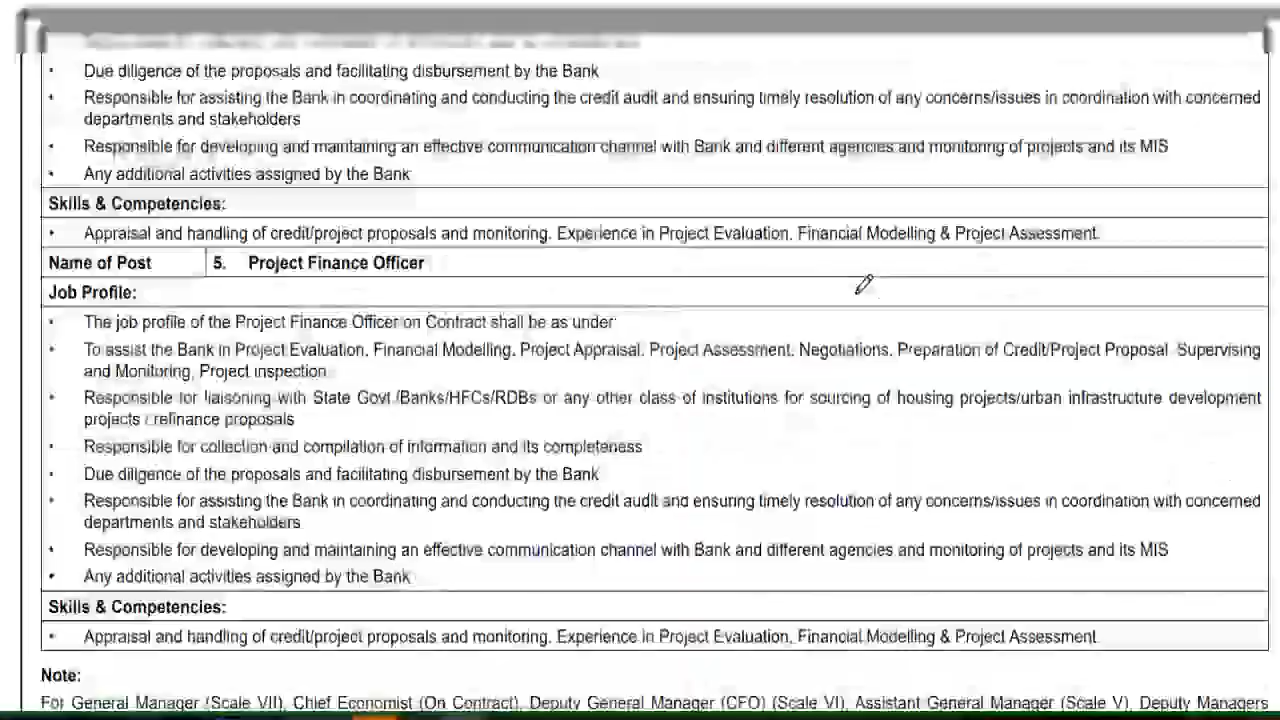 • Due diligence of the proposals and facilitating disbursement by the Bank
• Responsible for assisting the Bank in coordinating and conducting the credit audit and ensuring timely resolution of any concerns/issues in coordination with concerned
departments and stakeholders
• Responsible for developing and maintaining an effective communication channel with Bank and different agencies and monitoring of projects and its MIS
• Any additional activities assigned by the Bank
Skills & Competencies:
• Appraisal and handling of credit/project proposals and monitoring. Experience in Project Evaluation, Financial Modelling & Project Assessment.
Name of Post 5. Project Finance Officer
Job Profile:
• The job profile of the Project Finance Officer on Contract shall be as under
• To assist the Bank in Project Evaluation, Financial Modelling, Project Appraisal, Project Assessment, Negotiations, Preparation of Credit/Project Proposal Supervising
and Monitoring, Project inspection
• Responsible for liaisoning with State Govt./Banks/HFCs/RDBs or any other class of institutions for sourcing of housing projects/urban infrastructure development
projects refinance proposals
• Responsible for collection and compilation of information and its completeness
• Due diligence of the proposals and facilitating disbursement by the Bank
• Responsible for assisting the Bank in coordinating and conducting the credit audit and ensuring timely resolution of any concerns/issues in coordination with concerned
departments and stakeholders
• Responsible for developing and maintaining an effective communication channel with Bank and different agencies and monitoring of projects and its MIS
• Any additional activities assigned by the Bank
Skills & Competencies:
• Appraisal and handling of credit/project proposals and monitoring. Experience in Project Evaluation, Financial Modelling & Project Assessment.
Note:
For General Manager (Scale VII), Chief Economist (On Contract), Deputy General Manager (CFO) (Scale VI), Assistant General Manager (Scale V), Deputy Managers